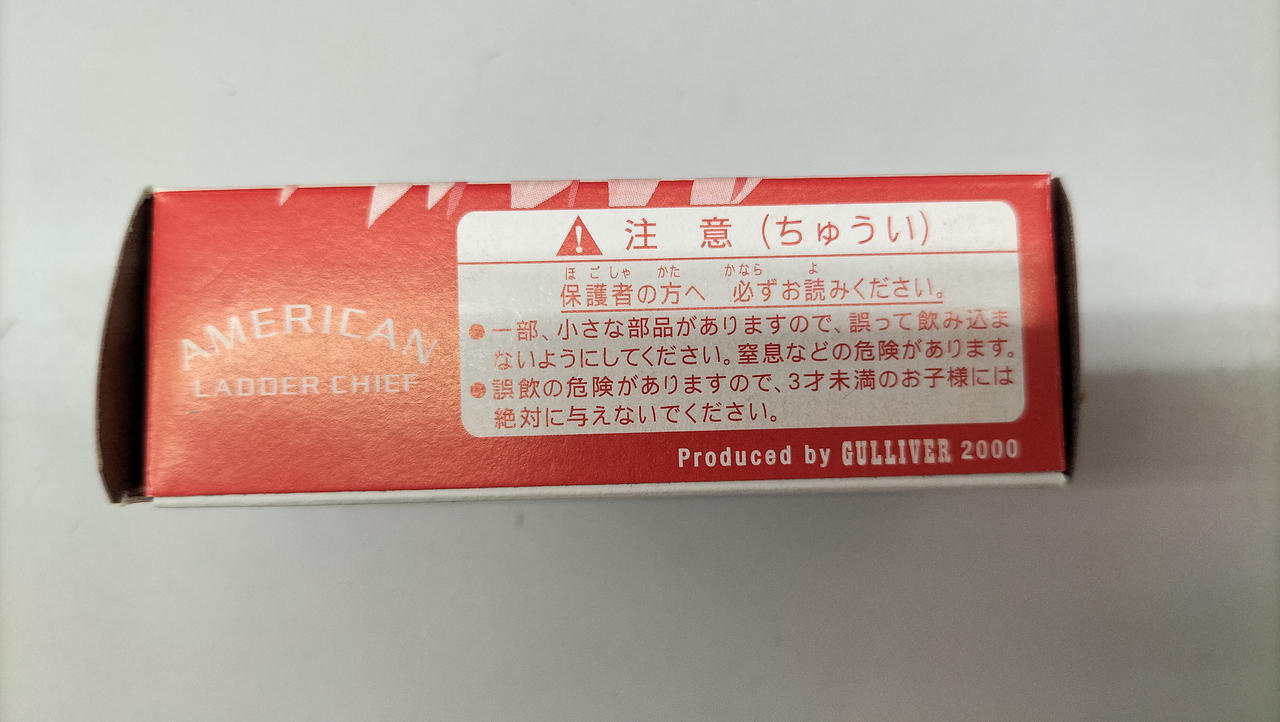 AMERICAN
LADDER CHIEF
注 意 (ちゅうい)
ほごしゃ かた かなら よ
保護者の方へ 必ずお読みください。
●一部、小さな部品がありますので、誤って飲み込ま
ないようにしてください。窒息などの危険があります。
●誤飲の危険がありますので、3才未満のお子様には
絶対に与えないでください。
Produced by GULLIVER 2000